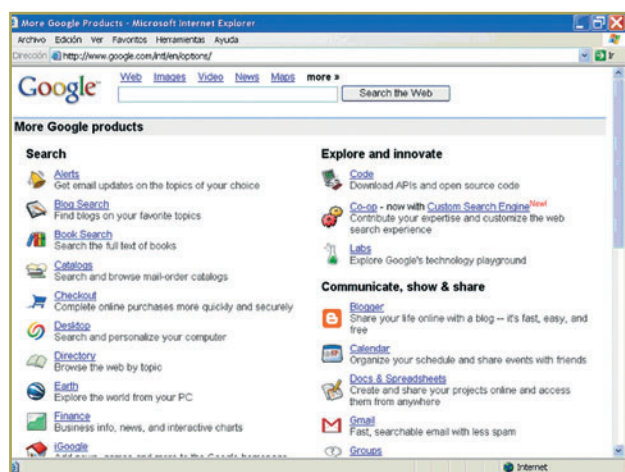 More Google Products - Microsoft Internet Explorer
Archivo Edición Ver Favoritos Herramientas Ayuda
Dirección http://www.google.com/intl/en/options/ Ir
Google Web Images Video News Maps more »
Search the Web
More Google products
Search
Alerts
Get email updates on the topics of your choice
Blog Search
Find blogs on your favorite topics
Book Search
Search the full text of books
Catalogs
Search and browse mail-order catalogs
Checkout
Complete online purchases more quickly and securely
Desktop
Search and personalize your computer
Directory
Browse the web by topic
Earth
Explore the world from your PC
Finance
Business info, news, and interactive charts
iGoogle
Explore and innovate
Code
Download APIs and open source code
Co-op - now with Custom Search Engine New!
Contribute your expertise and customize the web
search experience
Labs
Explore Google's technology playground
Communicate, show & share
Blogger
Share your life online with a blog -- it's fast, easy, and
free
Calendar
Organize your schedule and share events with friends
Docs & Spreadsheets
Create and share your projects online and access
them from anywhere
Gmail
Fast, searchable email with less spam
Groups
Internet